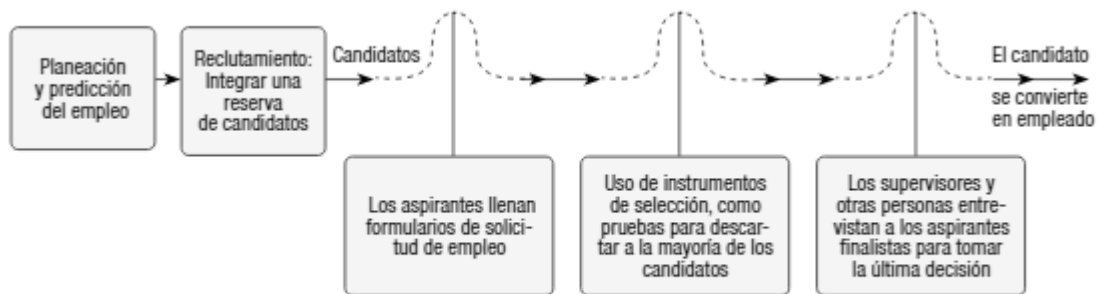 Planeación
y predicción
del empleo
Reclutamiento:
Integrar una
reserva
de candidatos
Candidatos
El candidato
se convierte
en empleado
Los aspirantes llenan
formularios de solici-
tud de empleo
Uso de instrumentos
de selección, como
pruebas para descar-
tar a la mayoría de los
candidatos
Los supervisores y
otras personas entre-
vistan a los aspirantes
finalistas para tomar
la última decisión